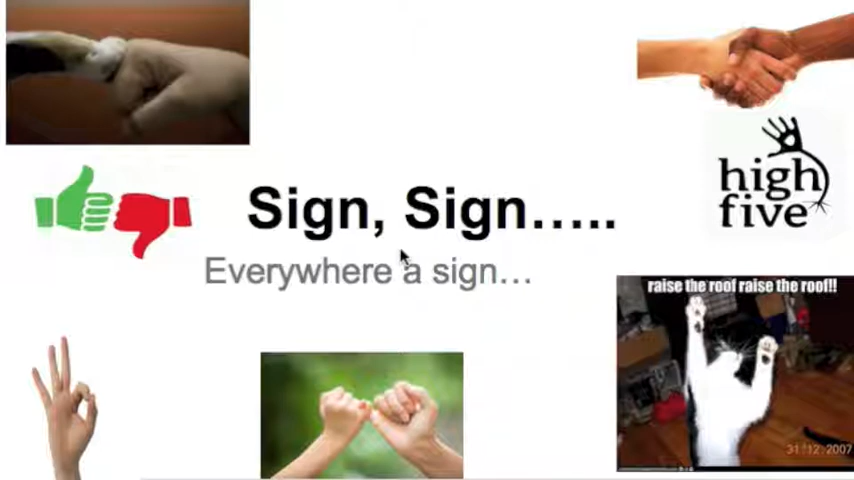 Sign, Sign…..
Everywhere a sign…
high
five
raise the roof raise the roof!!
31.12.2007